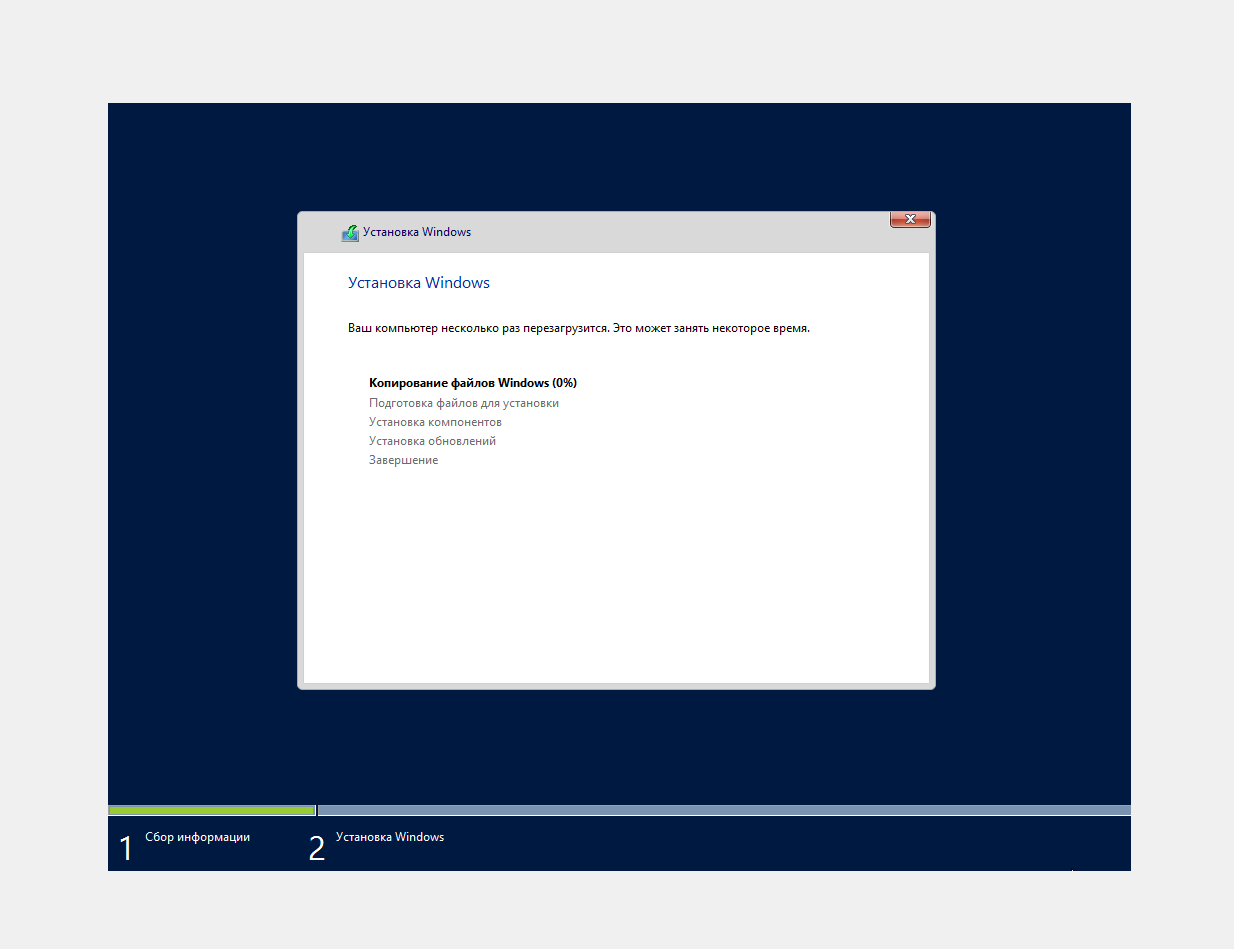 Установка Windows
Установка Windows
Ваш компьютер несколько раз перезагрузится. Это может занять некоторое время.
Копирование файлов Windows (0%)
Подготовка файлов для установки
Установка компонентов
Установка обновлений
Завершение
1 Сбор информации
2 Установка Windows